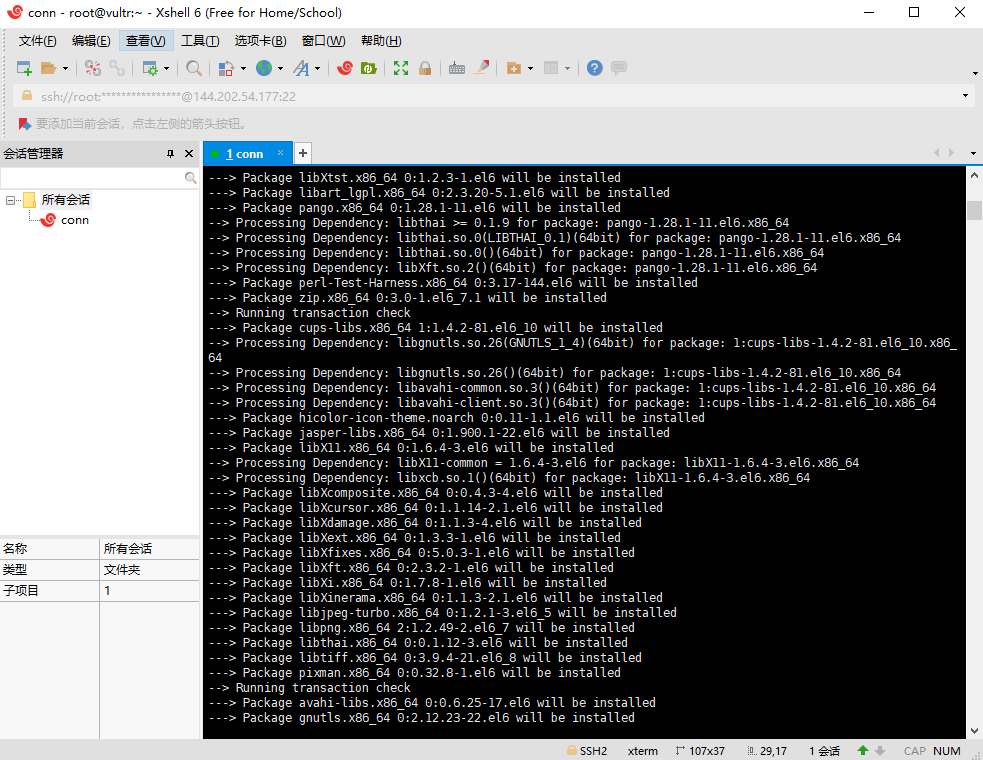 conn - root@vultr:~ - Xshell 6 (Free for Home/School)
文件(F) 编辑(E) 查看(V) 工具(T) 选项卡(B) 窗口(W) 帮助(H)
ssh://root:****************@144.202.54.177:22
要添加当前会话，点击左侧的箭头按钮。
会话管理器
1 conn
所有会话
conn
---> Package libXtst.x86_64 0:1.2.3-1.el6 will be installed
---> Package libart_lgpl.x86_64 0:2.3.20-5.1.el6 will be installed
---> Package pango.x86_64 0:1.28.1-11.el6 will be installed
--> Processing Dependency: libthai >= 0.1.9 for package: pango-1.28.1-11.el6.x86_64
--> Processing Dependency: libthai.so.0(LIBTHAI_0.1)(64bit) for package: pango-1.28.1-11.el6.x86_64
--> Processing Dependency: libthai.so.0()(64bit) for package: pango-1.28.1-11.el6.x86_64
--> Processing Dependency: libXft.so.2()(64bit) for package: pango-1.28.1-11.el6.x86_64
---> Package perl-Test-Harness.x86_64 0:3.17-144.el6 will be installed
---> Package zip.x86_64 0:3.0-1.el6_7.1 will be installed
--> Running transaction check
---> Package cups-libs.x86_64 1:1.4.2-81.el6_10 will be installed
--> Processing Dependency: libgnutls.so.26(GNUTLS_1_4)(64bit) for package: 1:cups-libs-1.4.2-81.el6_10.x86_
64
--> Processing Dependency: libgnutls.so.26()(64bit) for package: 1:cups-libs-1.4.2-81.el6_10.x86_64
--> Processing Dependency: libavahi-common.so.3()(64bit) for package: 1:cups-libs-1.4.2-81.el6_10.x86_64
--> Processing Dependency: libavahi-client.so.3()(64bit) for package: 1:cups-libs-1.4.2-81.el6_10.x86_64
---> Package hicolor-icon-theme.noarch 0:0.11-1.1.el6 will be installed
---> Package jasper-libs.x86_64 0:1.900.1-22.el6 will be installed
---> Package libX11.x86_64 0:1.6.4-3.el6 will be installed
--> Processing Dependency: libX11-common = 1.6.4-3.el6 for package: libX11-1.6.4-3.el6.x86_64
--> Processing Dependency: libxcb.so.1()(64bit) for package: libX11-1.6.4-3.el6.x86_64
---> Package libXcomposite.x86_64 0:0.4.3-4.el6 will be installed
---> Package libXcursor.x86_64 0:1.1.14-2.1.el6 will be installed
---> Package libXdamage.x86_64 0:1.1.3-4.el6 will be installed
---> Package libXext.x86_64 0:1.3.3-1.el6 will be installed
---> Package libXfixes.x86_64 0:5.0.3-1.el6 will be installed
---> Package libXft.x86_64 0:2.3.2-1.el6 will be installed
---> Package libXi.x86_64 0:1.7.8-1.el6 will be installed
---> Package libXinerama.x86_64 0:1.1.3-2.1.el6 will be installed
---> Package libjpeg-turbo.x86_64 0:1.2.1-3.el6_5 will be installed
---> Package libpng.x86_64 2:1.2.49-2.el6_7 will be installed
---> Package libthai.x86_64 0:0.1.12-3.el6 will be installed
---> Package libtiff.x86_64 0:3.9.4-21.el6_8 will be installed
---> Package pixman.x86_64 0:0.32.8-1.el6 will be installed
--> Running transaction check
---> Package avahi-libs.x86_64 0:0.6.25-17.el6 will be installed
---> Package gnutls.x86_64 0:2.12.23-22.el6 will be installed
名称 所有会话
类型 文件夹
子项目 1
SSH2 xterm 107x37 29,17 1 会话 CAP NUM